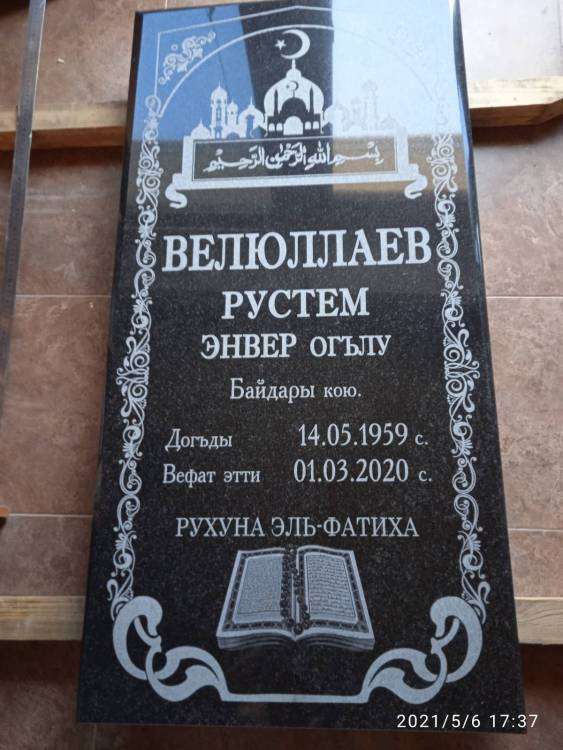 بسم الله الرحمن الرحيم
ВЕЛЮЛЛАЕВ
РУСТЕМ
ЭНВЕР ОГЪЛУ
Байдары кою.
Догъды 14.05.1959 с.
Вефат этти 01.03.2020 с.
РУХУНА ЭЛЬ-ФАТИХА
2021/5/6 17:37